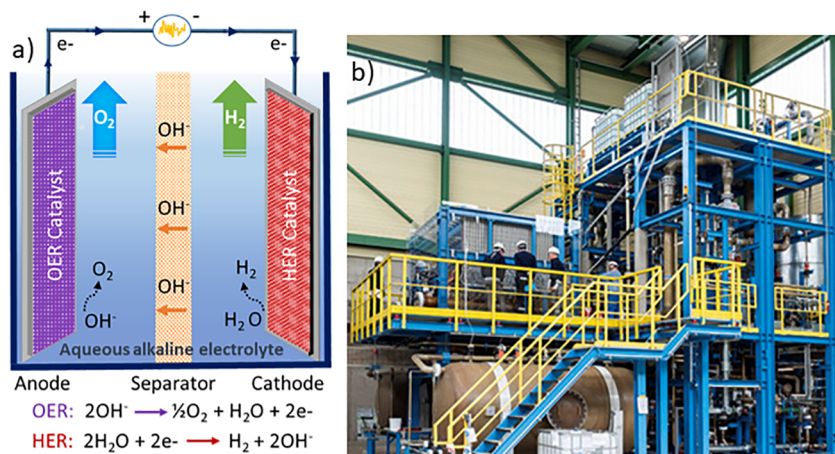 a)
+ -
e-
e-
O₂
H₂
OH⁻
OH⁻
OH⁻
OER Catalyst
HER Catalyst
O₂
OH⁻
H₂
H₂O
Aqueous alkaline electrolyte
Anode Separator Cathode
OER: 2OH⁻ → ½O₂ + H₂O + 2e-
HER: 2H₂O + 2e- → H₂ + 2OH⁻
b)